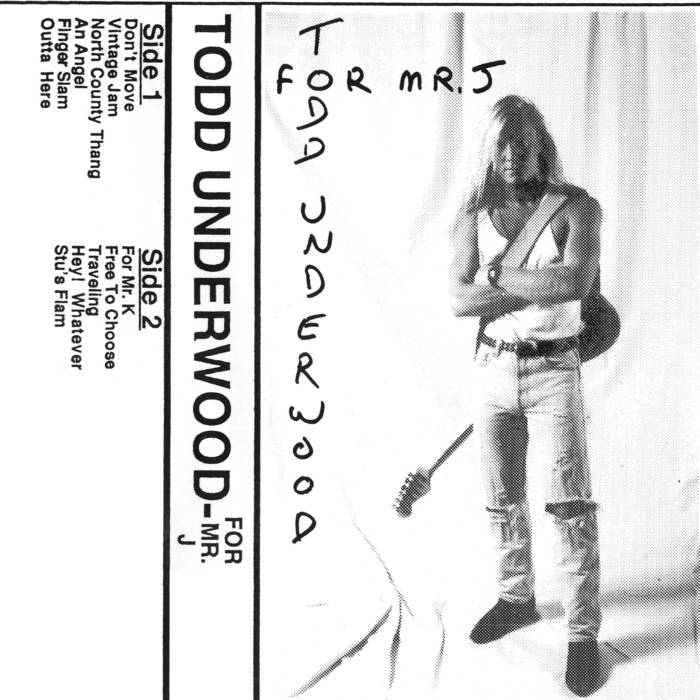 Side 1
Don't Move
Vintage Jam
North County Thang
An Angel
Finger Slam
Outta Here
Side 2
For Mr. K
Free To Choose
Traveling
Hey! Whatever
Stu's Flam
TODD UNDERWOOD-FOR MR. J
FOR MR. J
TODD UNDERWOOD